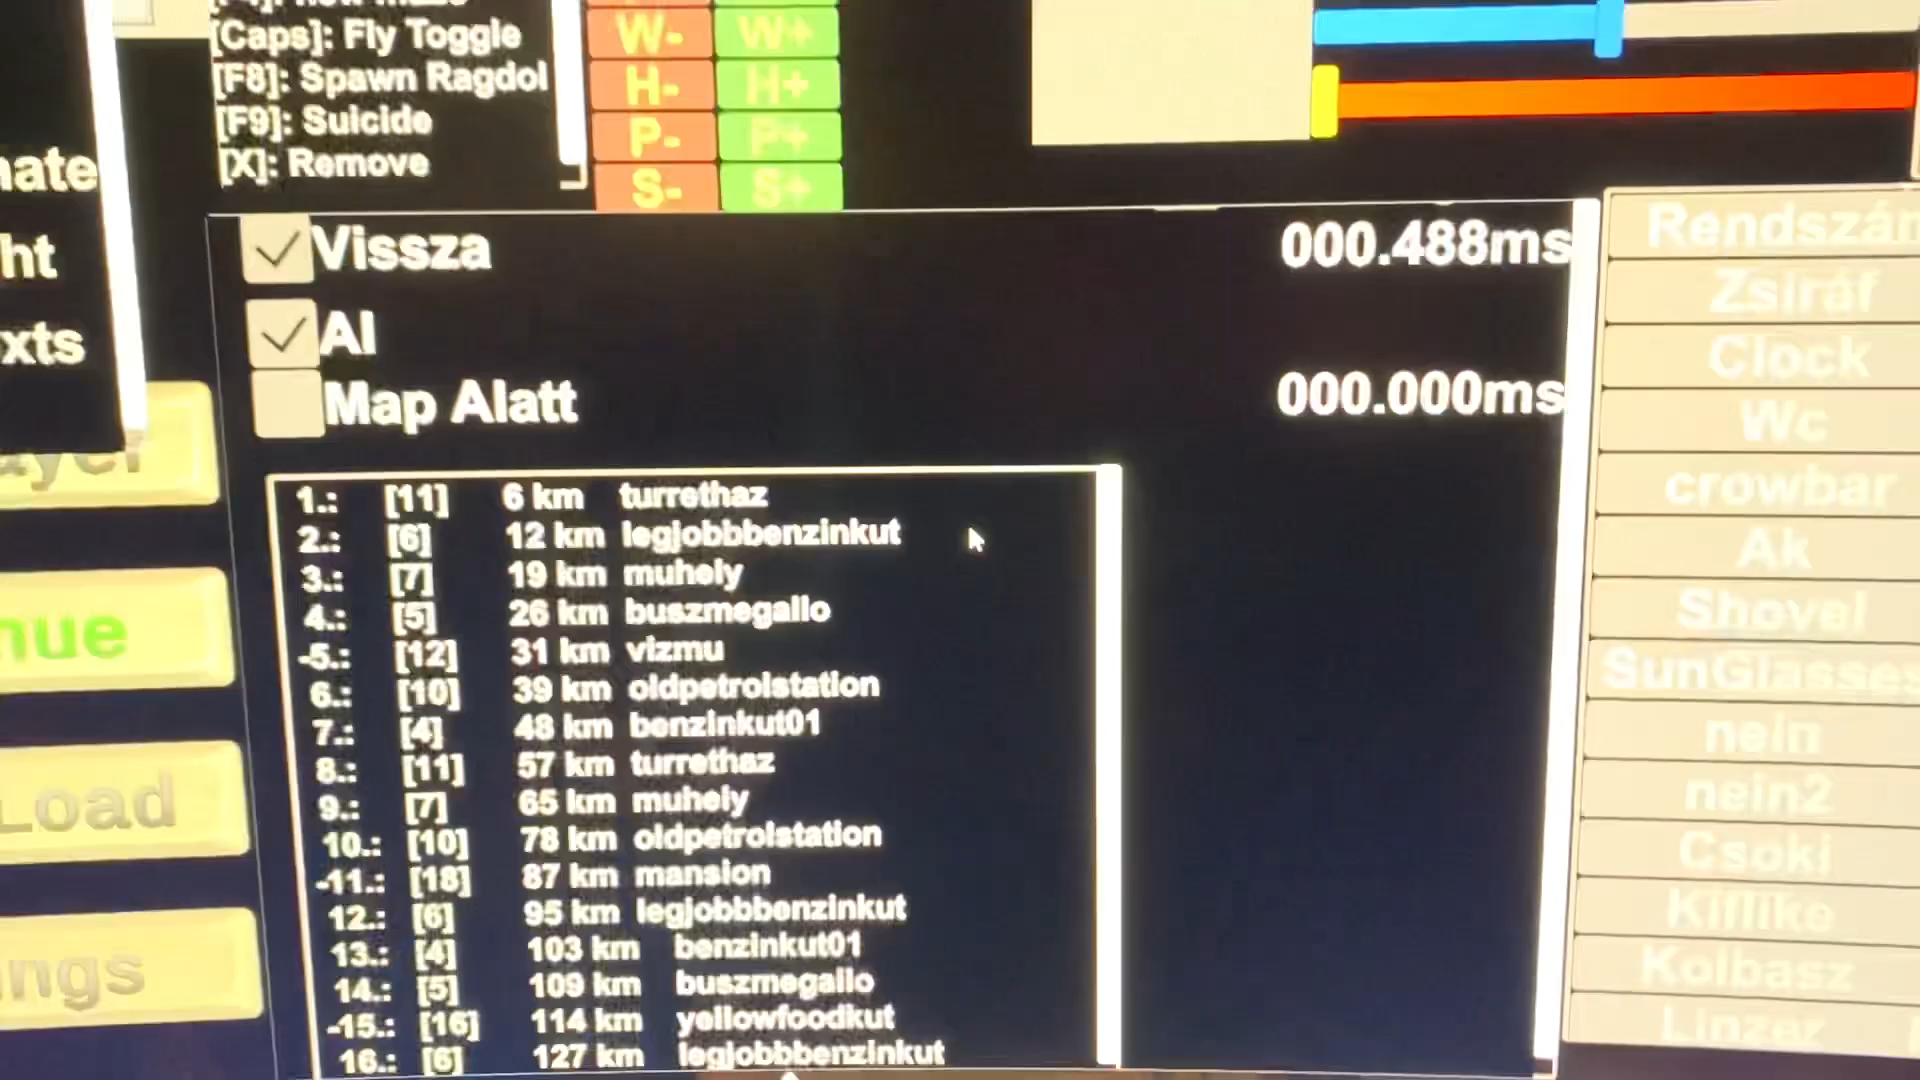 [Caps]: Fly Toggle
[F8]: Spawn Ragdol
[F9]: Suicide
[X]: Remove
W- W+
H- H+
P- P+
S- S+
ht
xts
ayer
nue
Load
ngs
Vissza 000.488ms
AI
Map Alatt 000.000ms
1.: [11] 6 km turrethaz
2.: [6] 12 km legjobbbenzinkut
3.: [7] 19 km muhely
4.: [5] 26 km buszmegallo
-5.: [12] 31 km vizmu
6.: [10] 39 km oldpetrolstation
7.: [4] 48 km benzinkut01
8.: [11] 57 km turrethaz
9.: [7] 65 km muhely
10.: [10] 78 km oldpetrolstation
-11.: [18] 87 km mansion
12.: [6] 95 km legjobbbenzinkut
13.: [4] 103 km benzinkut01
14.: [5] 109 km buszmegallo
-15.: [16] 114 km yellowfoodkut
16.: [6] 127 km legjobbbenzinkut
Rendszám
Zsiráf
Clock
Wc
crowbar
Ak
Shovel
SunGlasses
nein
nein2
Csoki
Kiflike
Kolbasz
Linzer